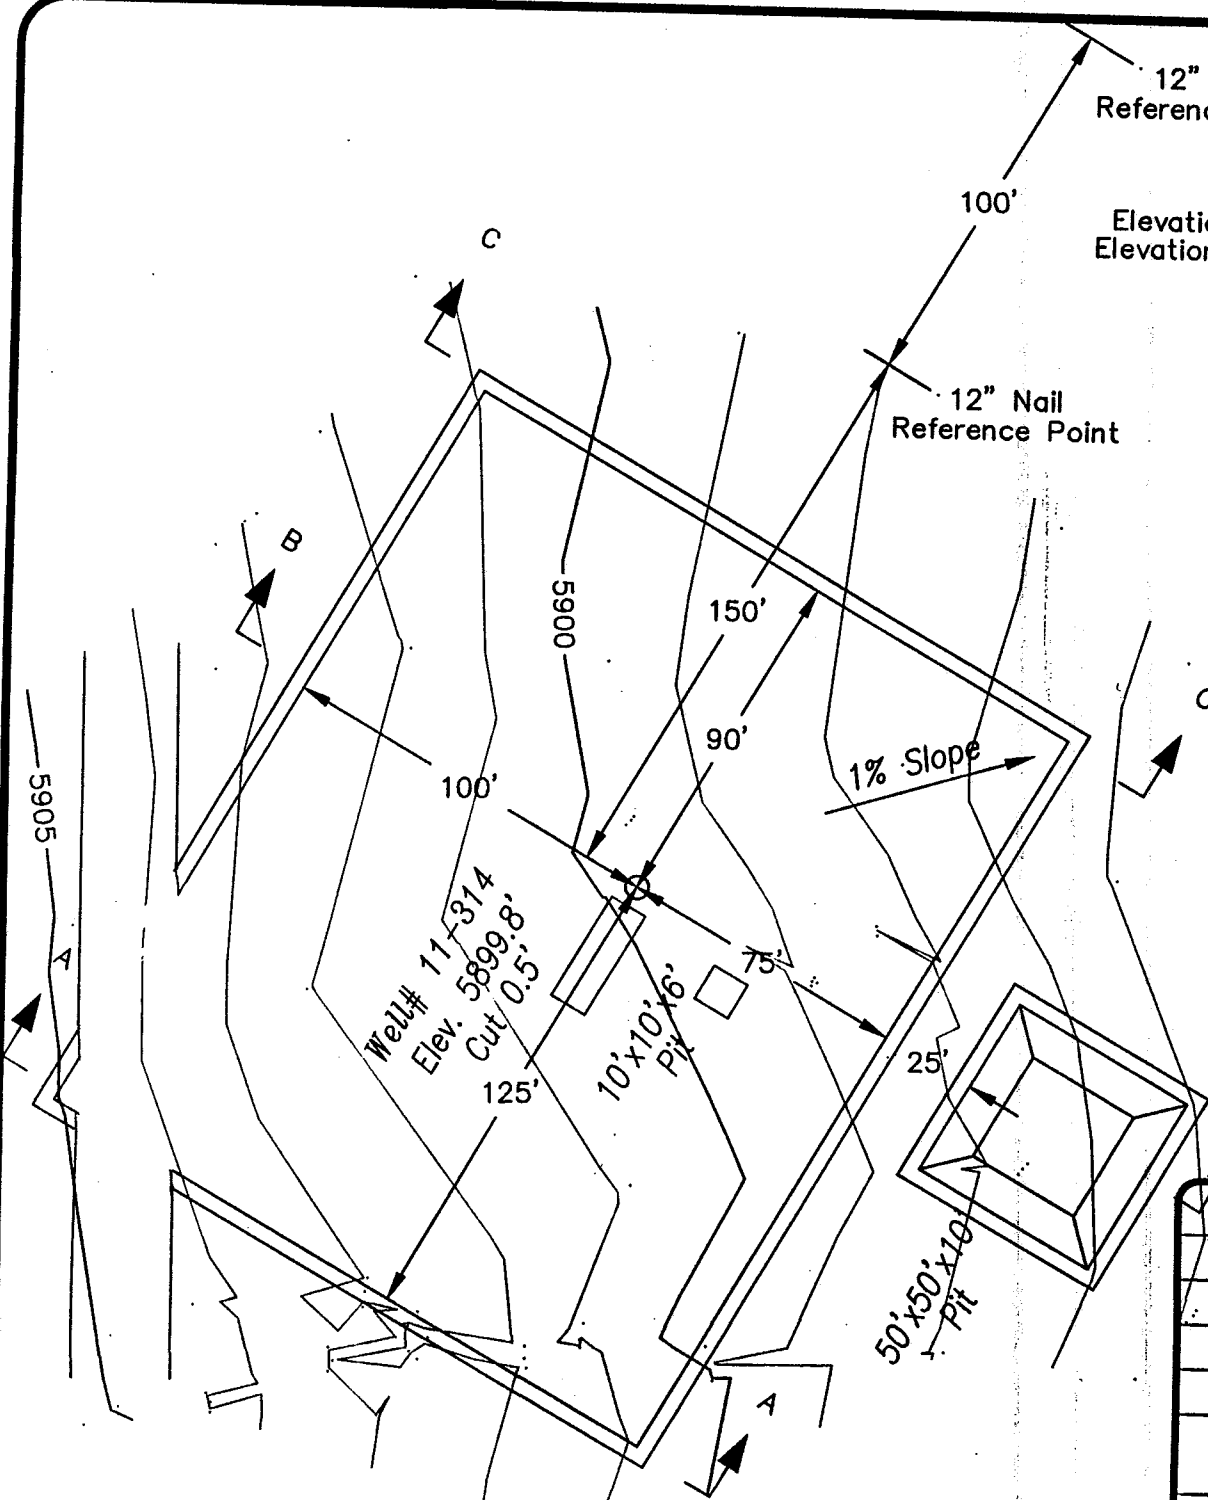 12"
Referenc
100'
Elevatio
Elevation
C
12" Nail
Reference Point
B
5900
150'
90'
1% Slope
100'
5905
C
Well# 11-314
Elev. 5899.8'
Cut 0.5'
75'
A
10'x10'x6'
Pit
25'
125'
50'x50'x10'
Pit
A